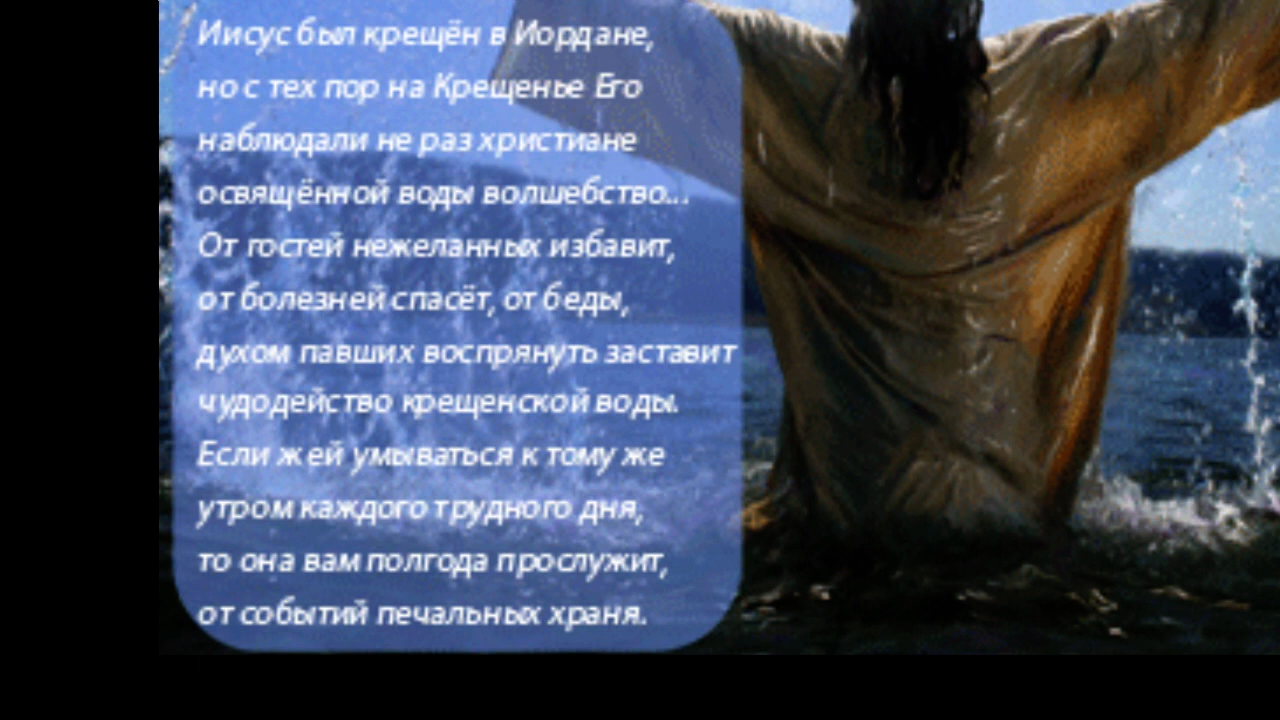 Иисус был крещён в Иордане,
но с тех пор на Крещенье Его
наблюдали не раз христиане
освящённой воды волшебство...
От гостей нежеланных избавит,
от болезней спасёт, от беды,
духом павших воспрянуть заставит
чудодейство крещенской воды.
Если ж ей умываться к тому же
утром каждого трудного дня,
то она вам полгода прослужит,
от событий печальных храня.